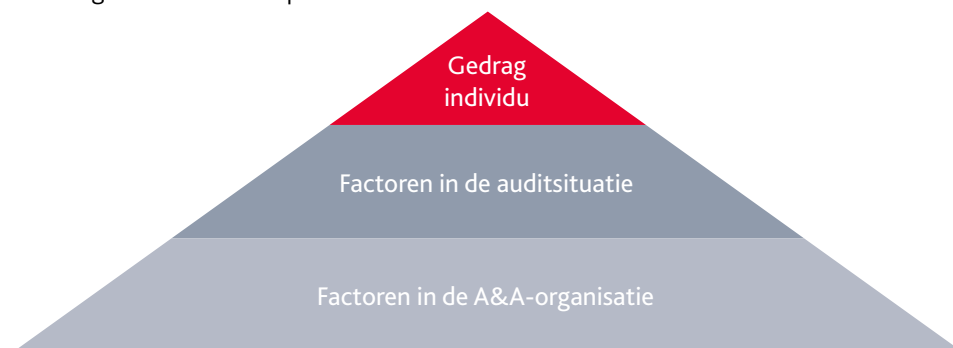 Gedrag
individu
Factoren in de auditsituatie
Factoren in de A&A-organisatie